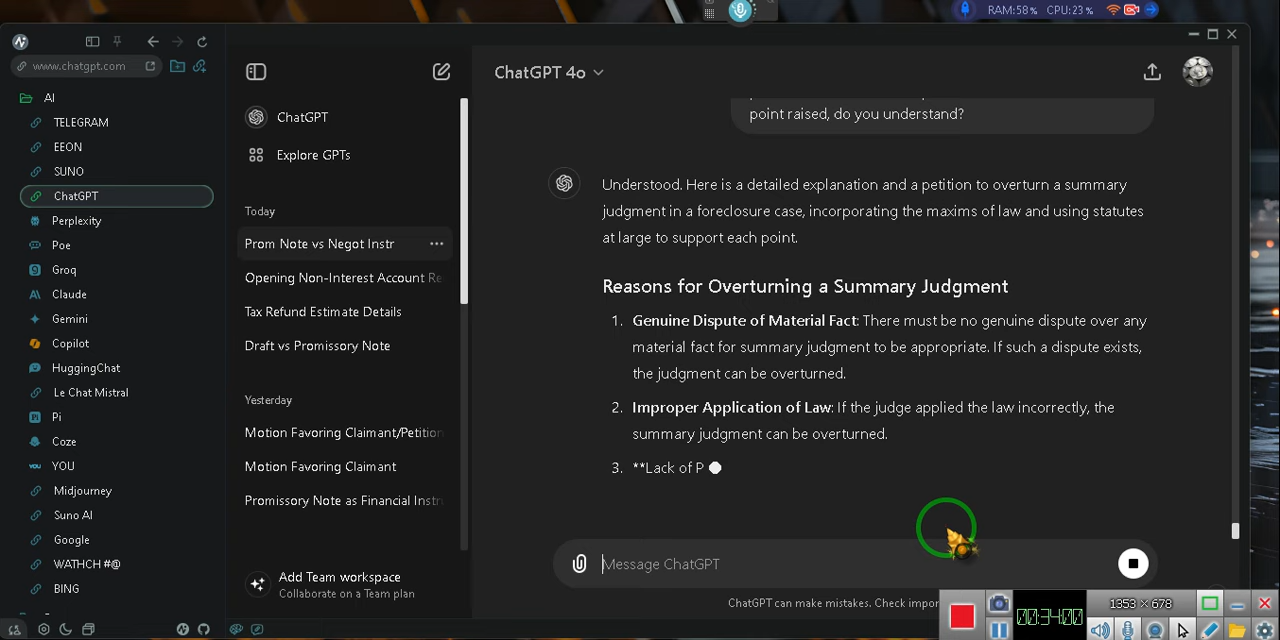 RAM:58% CPU:23%
www.chatgpt.com
AI
TELEGRAM
EEON
SUNO
ChatGPT
Perplexity
Poe
Groq
Claude
Gemini
Copilot
HuggingChat
Le Chat Mistral
Pi
Coze
YOU
Midjourney
Suno AI
Google
WATHCH #@
BING
ChatGPT
Explore GPTs
Today
Prom Note vs Negot Instr
Opening Non-Interest Account Re
Tax Refund Estimate Details
Draft vs Promissory Note
Yesterday
Motion Favoring Claimant/Petition
Motion Favoring Claimant
Promissory Note as Financial Instr
Add Team workspace
Collaborate on a Team plan
ChatGPT 4o
point raised, do you understand?
Understood. Here is a detailed explanation and a petition to overturn a summary
judgment in a foreclosure case, incorporating the maxims of law and using statutes
at large to support each point.
Reasons for Overturning a Summary Judgment
1. Genuine Dispute of Material Fact: There must be no genuine dispute over any
material fact for summary judgment to be appropriate. If such a dispute exists,
the judgment can be overturned.
2. Improper Application of Law: If the judge applied the law incorrectly, the
summary judgment can be overturned.
3. **Lack of P
Message ChatGPT
ChatGPT can make mistakes. Check impor
00:34:00
1353 × 678